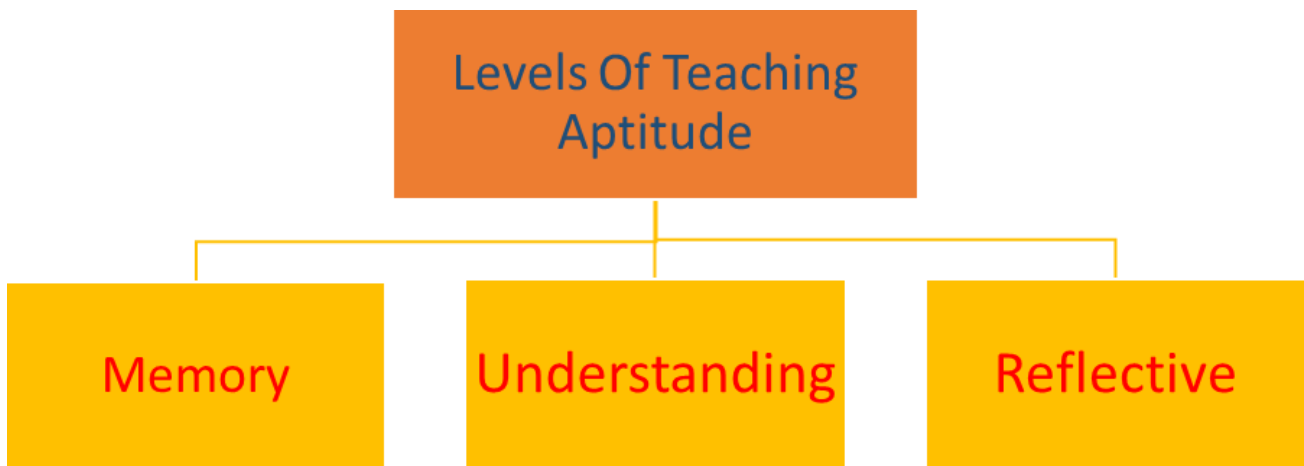 Levels Of Teaching
Aptitude
Memory
Understanding
Reflective